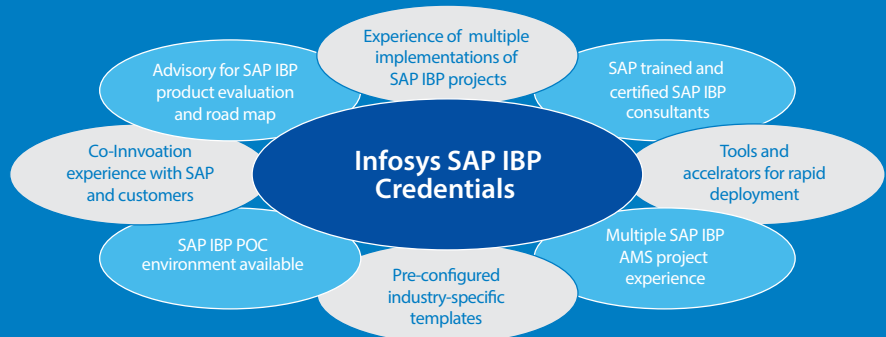 Experience of multiple
implementations of
SAP IBP projects
Advisory for SAP IBP
product evaluation
and road map
SAP trained and
certified SAP IBP
consultants
Co-Innvoation
experience with SAP
and customers
Infosys SAP IBP
Credentials
Tools and
accelrators for rapid
deployment
SAP IBP POC
environment available
Multiple SAP IBP
AMS project
experience
Pre-configured
industry-specific
templates